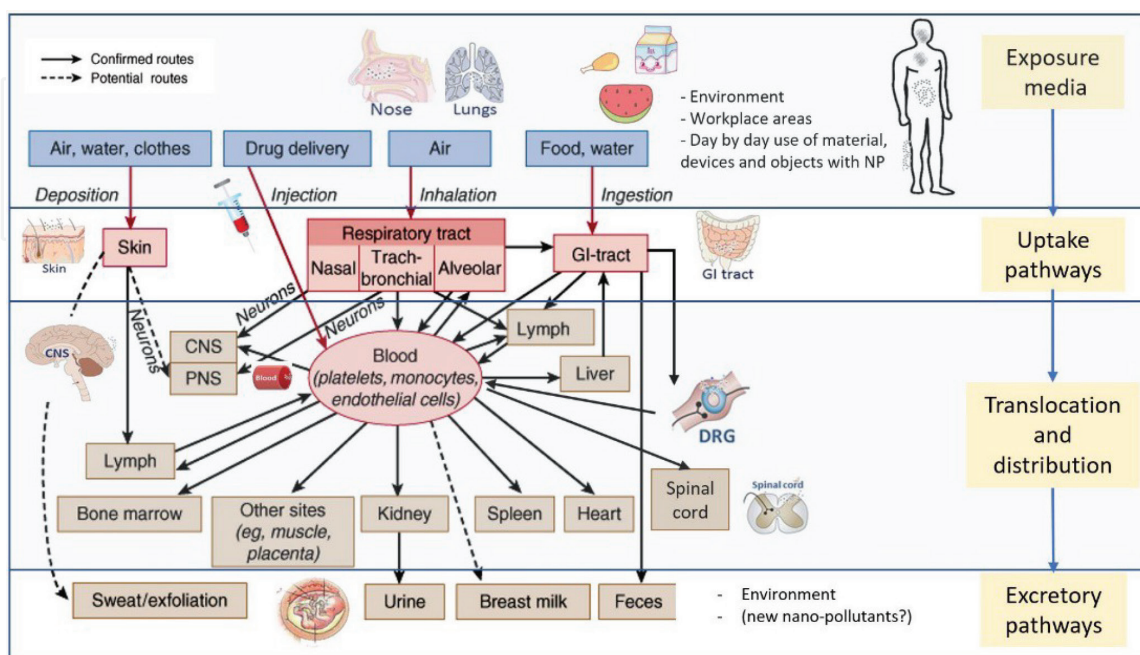 Confirmed routes
Potential routes
Nose
Lungs
- Environment
- Workplace areas
- Day by day use of material,
devices and objects with NP
Exposure
media
Air, water, clothes
Drug delivery
Air
Food, water
Deposition
Injection
Inhalation
Ingestion
Skin
Skin
Respiratory tract
Nasal
Trach-
bronchial
Alveolar
GI-tract
GI tract
Uptake
pathways
Neurons
Neurons
Neurons
CNS
CNS
PNS
Blood
Blood
(platelets, monocytes,
endothelial cells)
Lymph
Liver
DRG
Translocation
and
distribution
Lymph
Bone marrow
Other sites
(eg, muscle,
placenta)
Kidney
Spleen
Heart
Spinal
cord
Spinal cord
Sweat/exfoliation
Urine
Breast milk
Feces
- Environment
- (new nano-pollutants?)
Excretory
pathways